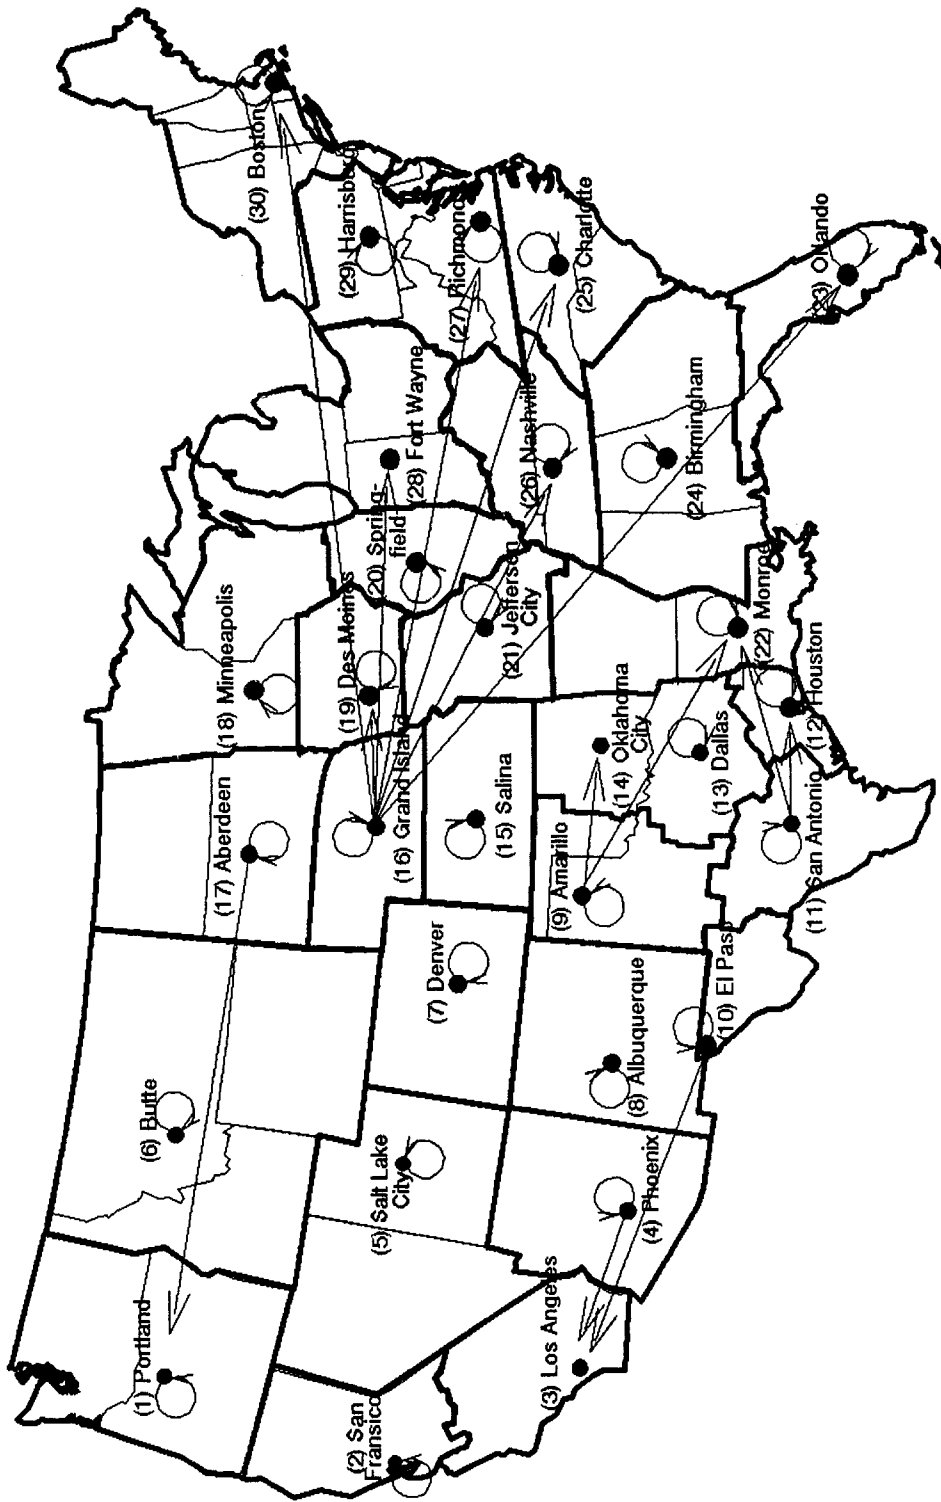 (1) Portland
(2) San
Fransico
(3) Los Angeles
(4) Phoenix
(5) Salt Lake
City
(6) Butte
(7) Denver
(8) Albuquerque
(9) Amarillo
(10) El Paso
(11) San Antonio
(12) Houston
(13) Dallas
(14) Oklahoma
City
(15) Salina
(16) Grand Island
(17) Aberdeen
(18) Minneapolis
(19) Des Moines
(20) Spring-
field
(21) Jefferson
City
(22) Monroe
(23) Orlando
(24) Birmingham
(25) Charlotte
(26) Nashville
(27) Richmond
(28) Fort Wayne
(29) Harrisburg
(30) Boston